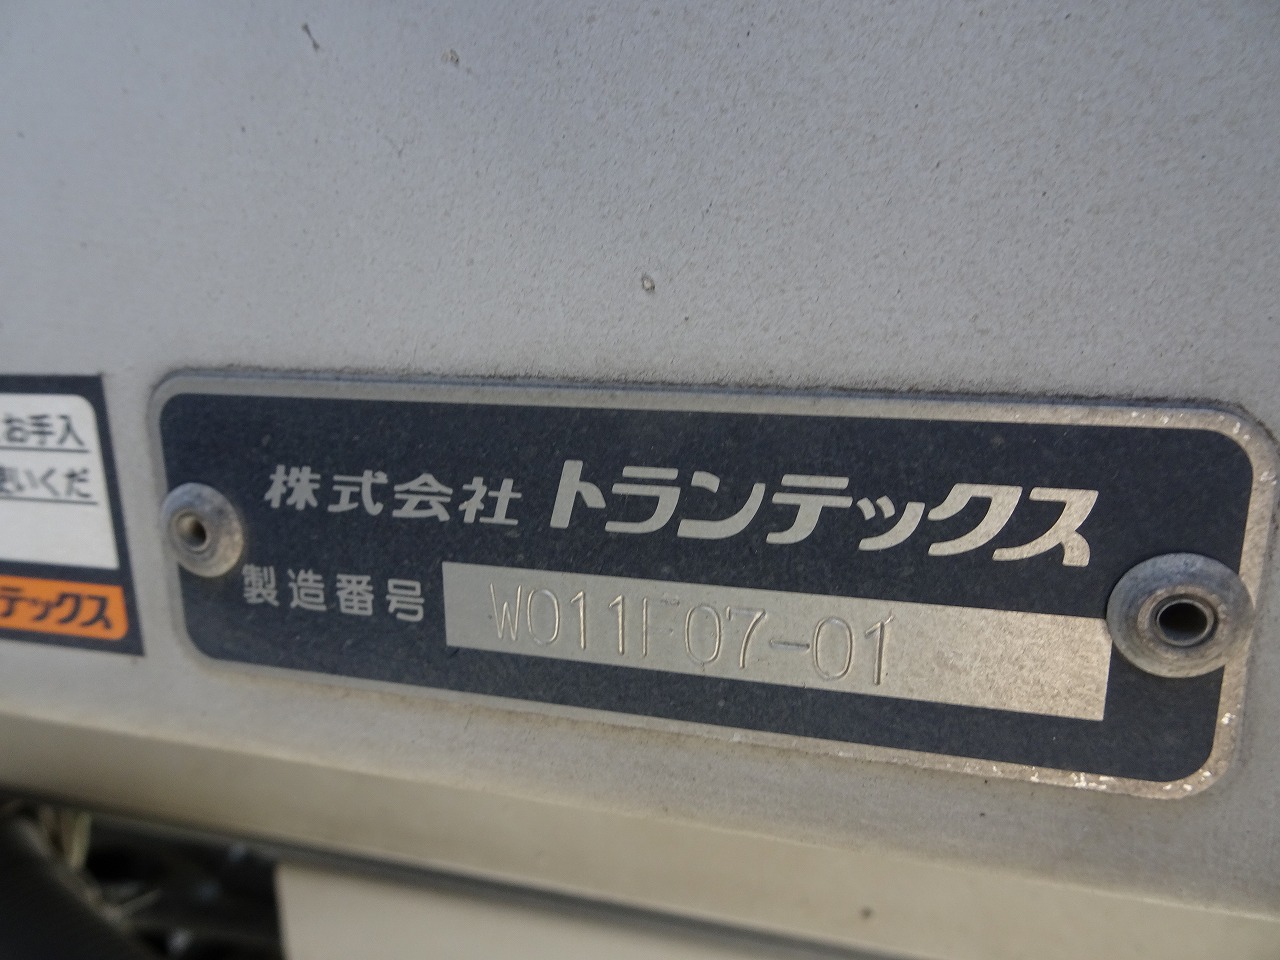 お手入
使いくだ
テックス
株式会社 トランテックス
製造番号 W011F07-01